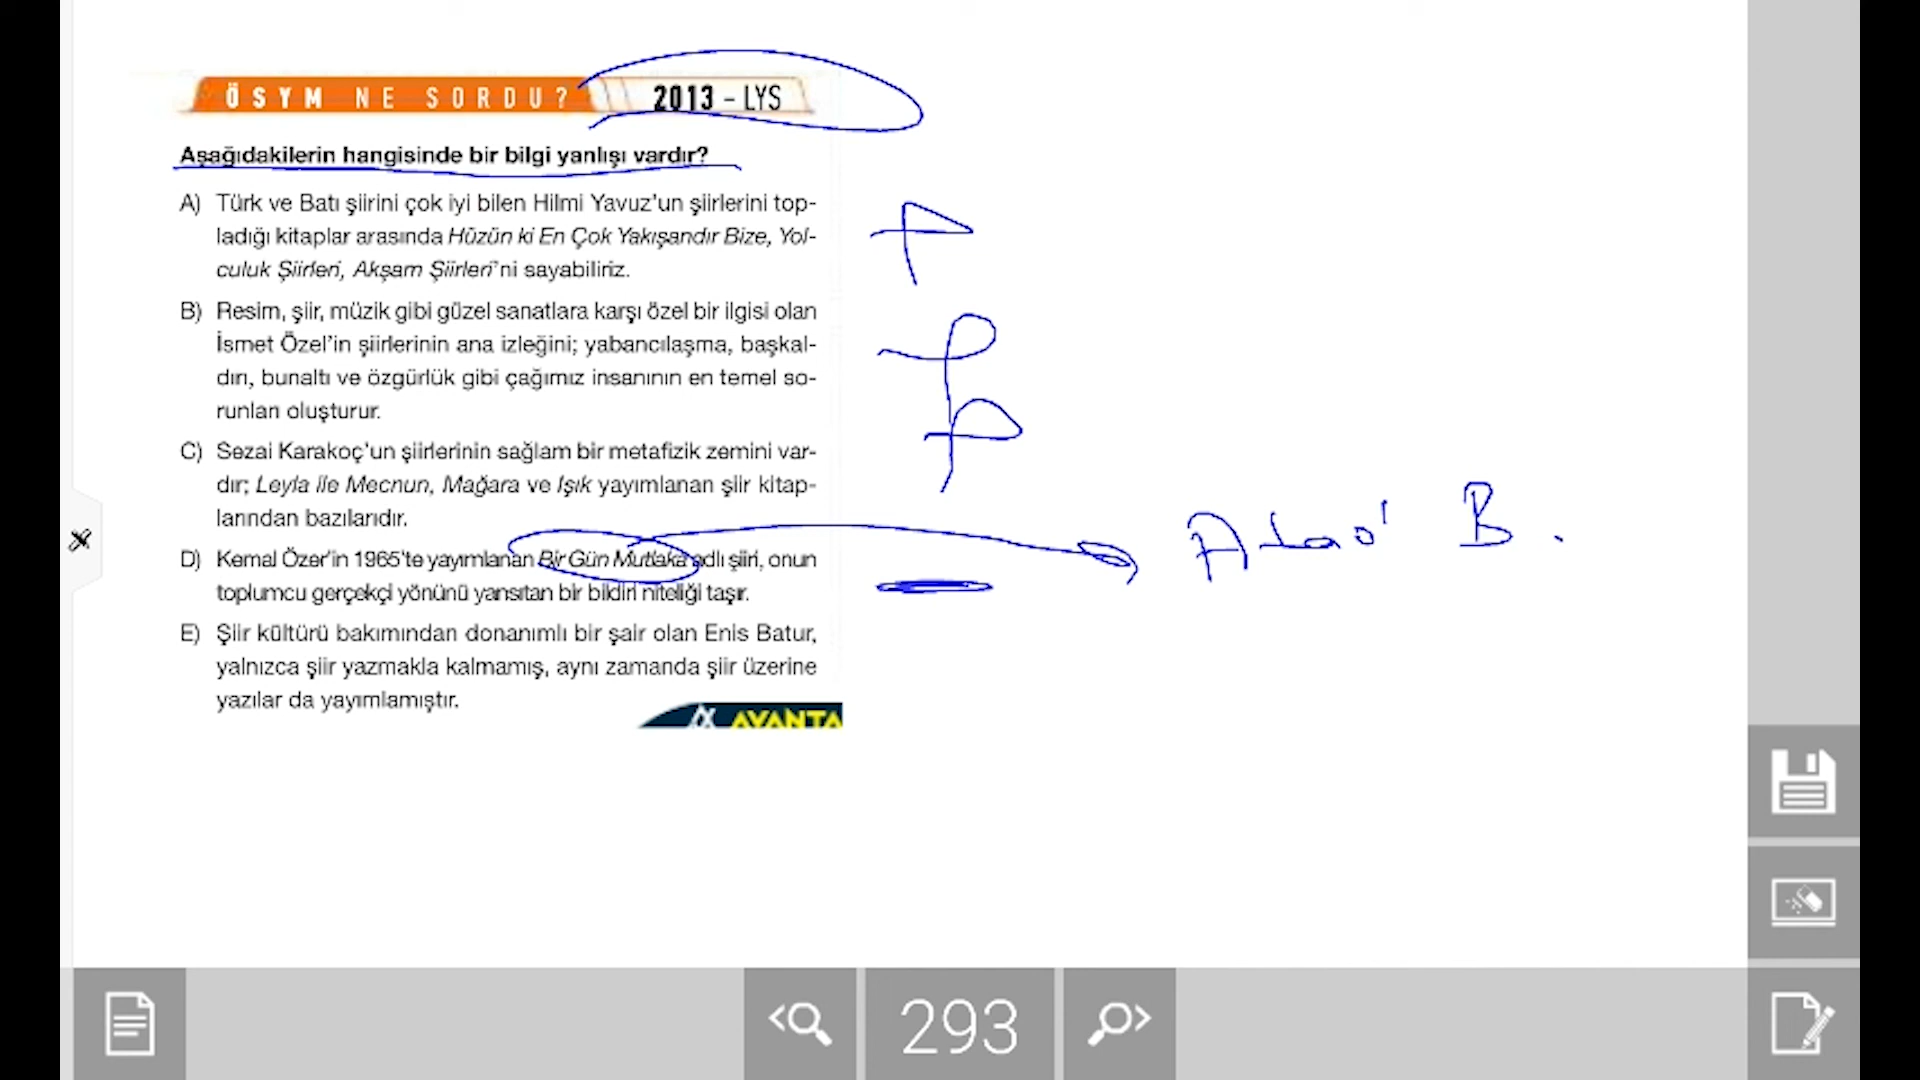 ÖSYM NE SORDU? 2013 – LYS
Aşağıdakilerin hangisinde bir bilgi yanlışı vardır?
A) Türk ve Batı şiirini çok iyi bilen Hilmi Yavuz'un şiirlerini top-
ladığı kitaplar arasında Hüzün ki En Çok Yakışandır Bize, Yol-
culuk Şiirleri, Akşam Şiirleri'ni sayabiliriz.
B) Resim, şiir, müzik gibi güzel sanatlara karşı özel bir ilgisi olan
İsmet Özel'in şiirlerinin ana izleğini; yabancılaşma, başkal-
dırı, bunaltı ve özgürlük gibi çağımız insanının en temel so-
runları oluşturur.
C) Sezai Karakoç'un şiirlerinin sağlam bir metafizik zemini var-
dır; Leyla ile Mecnun, Mağara ve Işık yayımlanan şiir kitap-
larından bazılarıdır.
D) Kemal Özer'in 1965'te yayımlanan Bir Gün Mutlaka adlı şiiri, onun
toplumcu gerçekçi yönünü yansıtan bir bildiri niteliği taşır.
E) Şiir kültürü bakımından donanımlı bir şair olan Enis Batur,
yalnızca şiir yazmakla kalmamış, aynı zamanda şiir üzerine
yazılar da yayımlamıştır.
AVANTA
B.
293